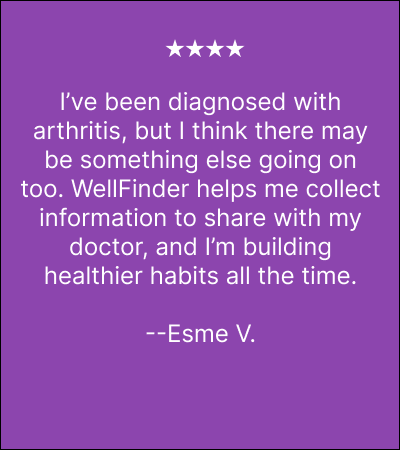 ★★★★
I’ve been diagnosed with
arthritis, but I think there may
be something else going on
too. WellFinder helps me collect
information to share with my
doctor, and I’m building
healthier habits all the time.
--Esme V.